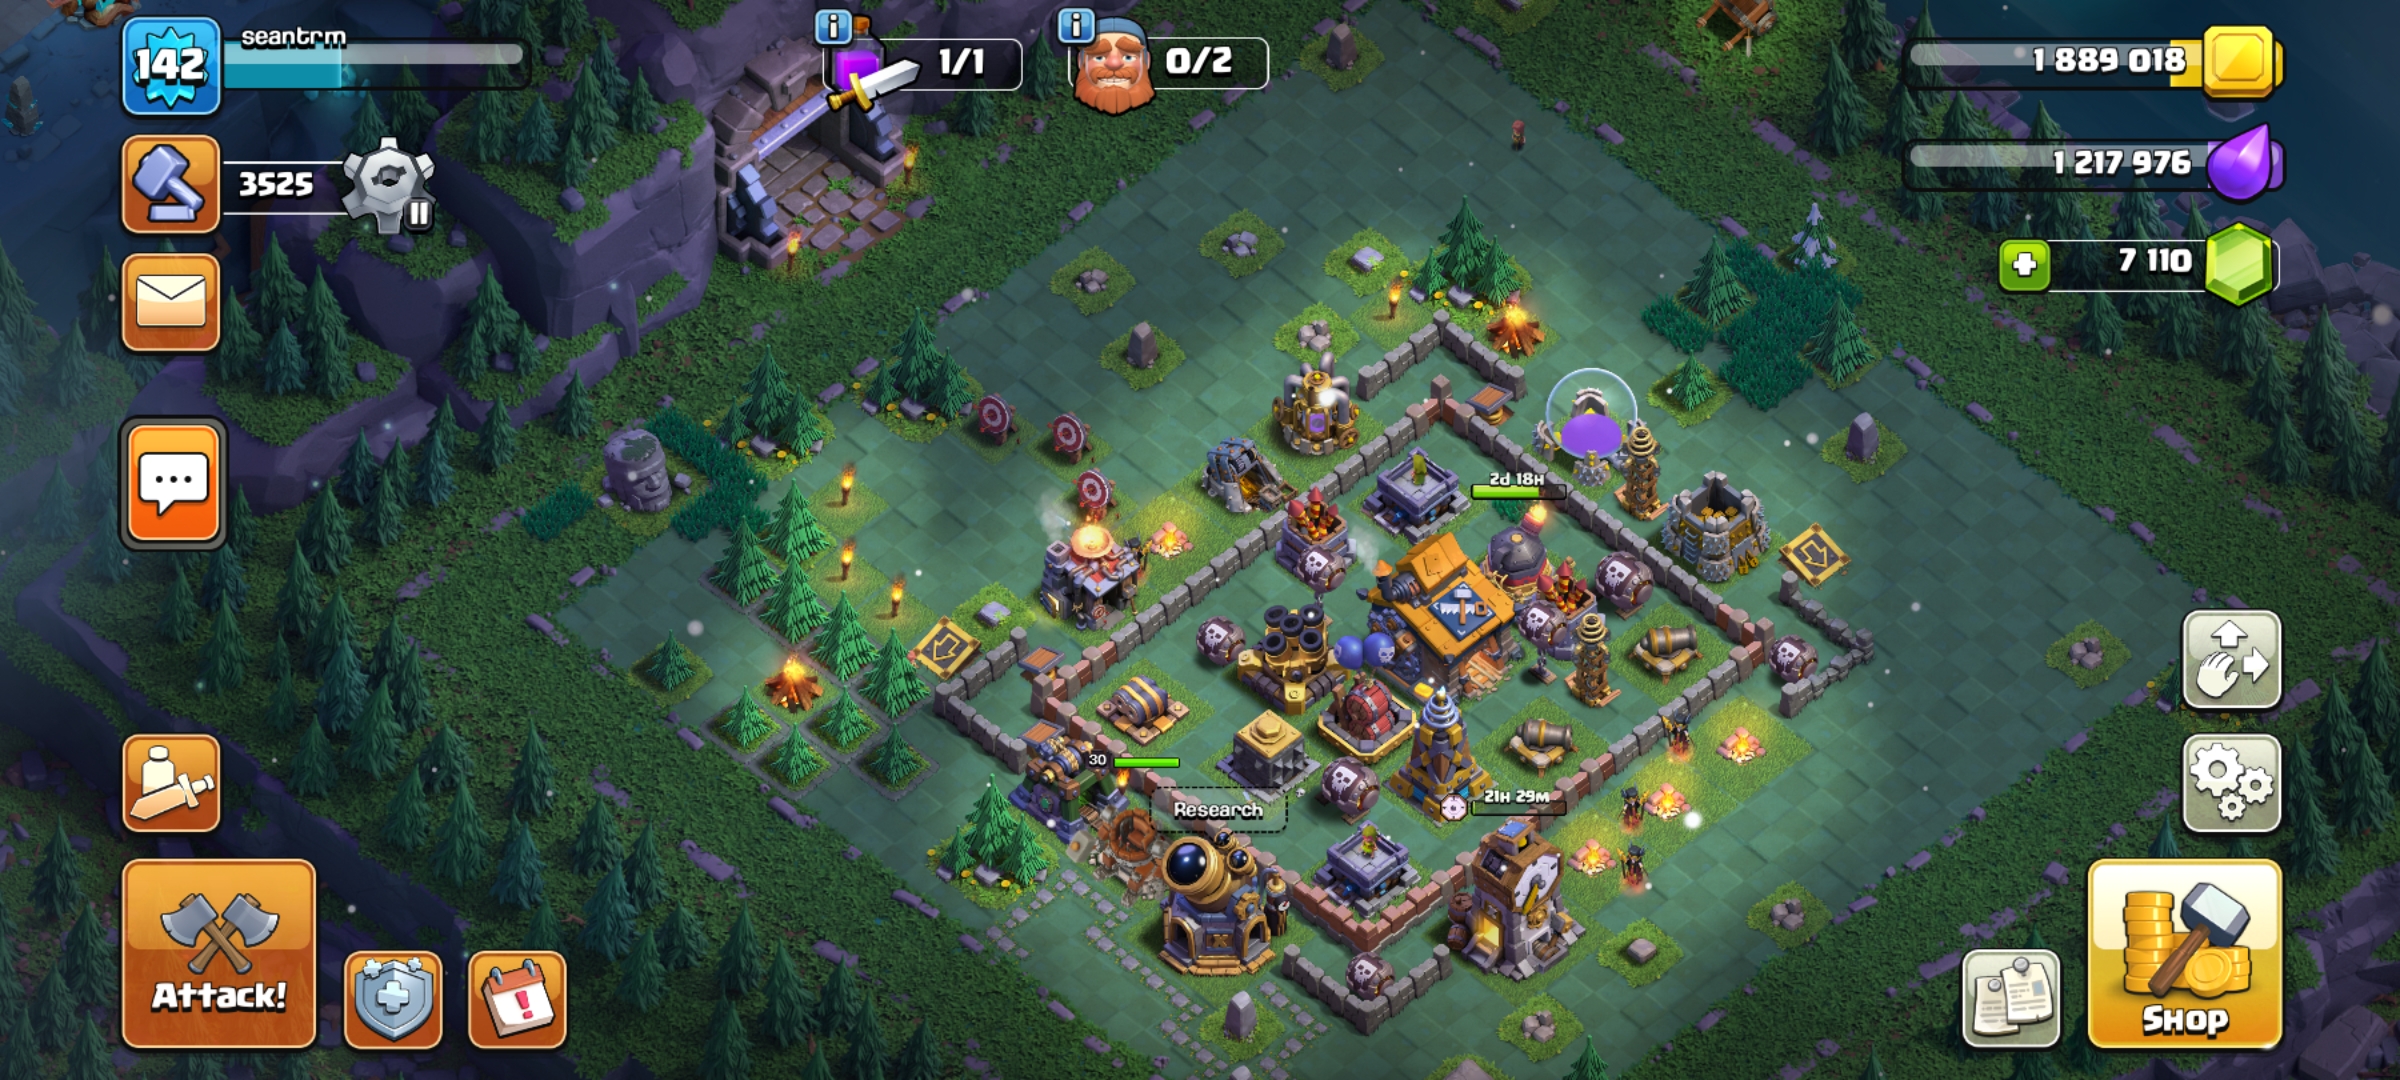 142
seantrm
1/1
0/2
1 889 018
3525
1 217 976
7 110
2d 18H
30
21H 29M
Research
Attack!
Shop